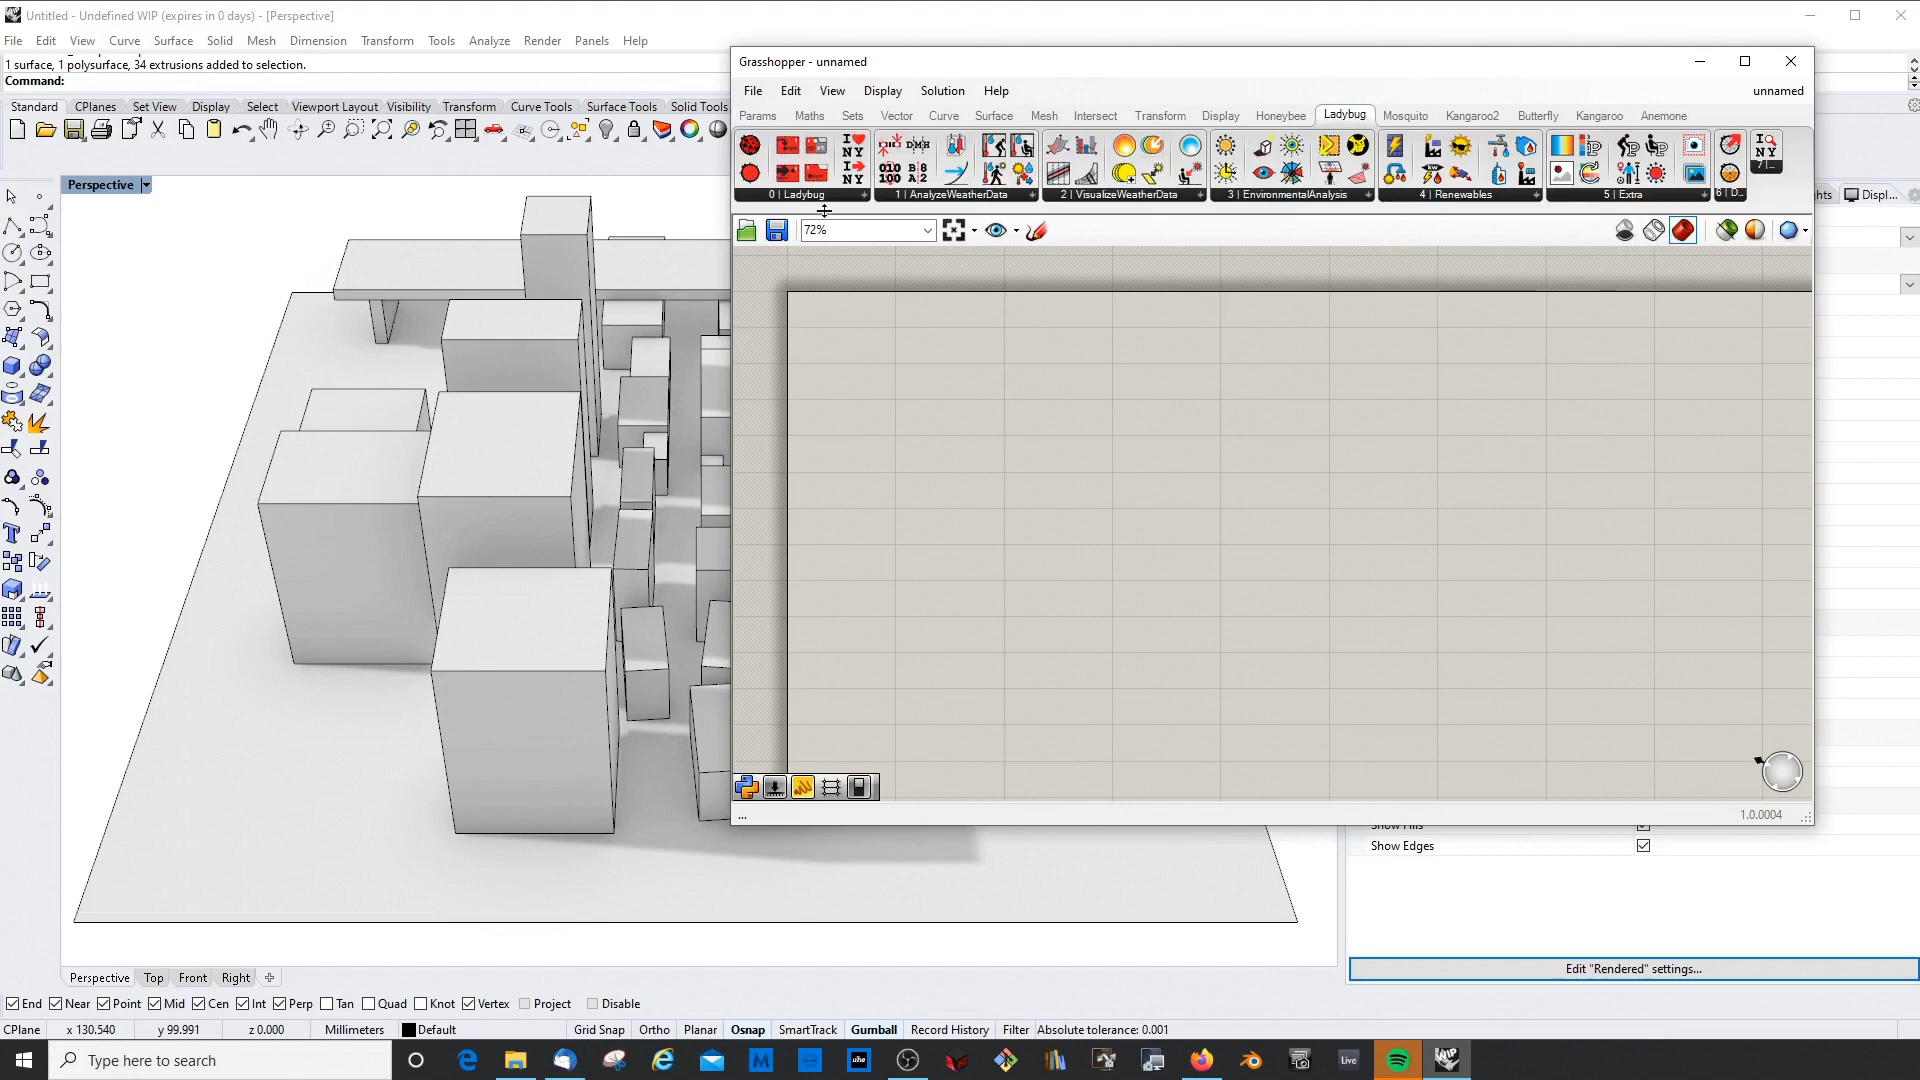 Untitled - Undefined WIP (expires in 0 days) - [Perspective]
File Edit View Curve Surface Solid Mesh Dimension Transform Tools Analyze Render Panels Help
1 surface, 1 polysurface, 34 extrusions added to selection.
Command:
Standard CPlanes Set View Display Select Viewport Layout Visibility Transform Curve Tools Surface Tools Solid Tools
Perspective
Grasshopper - unnamed
File Edit View Display Solution Help unnamed
Params Maths Sets Vector Curve Surface Mesh Intersect Transform Display Honeybee Ladybug Mosquito Kangaroo2 Butterfly Kangaroo Anemone
0 | Ladybug 1 | AnalyzeWeatherData 2 | VisualizeWeatherData 3 | EnvironmentalAnalysis 4 | Renewables 5 | Extra 6 | D... 7 |...
72%
hts Displ...
... 1.0.0004
Show Edges
Edit "Rendered" settings...
Perspective Top Front Right
End Near Point Mid Cen Int Perp Tan Quad Knot Vertex Project Disable
CPlane x 130.540 y 99.991 z 0.000 Millimeters Default Grid Snap Ortho Planar Osnap SmartTrack Gumball Record History Filter Absolute tolerance: 0.001
Type here to search
Live
WIP